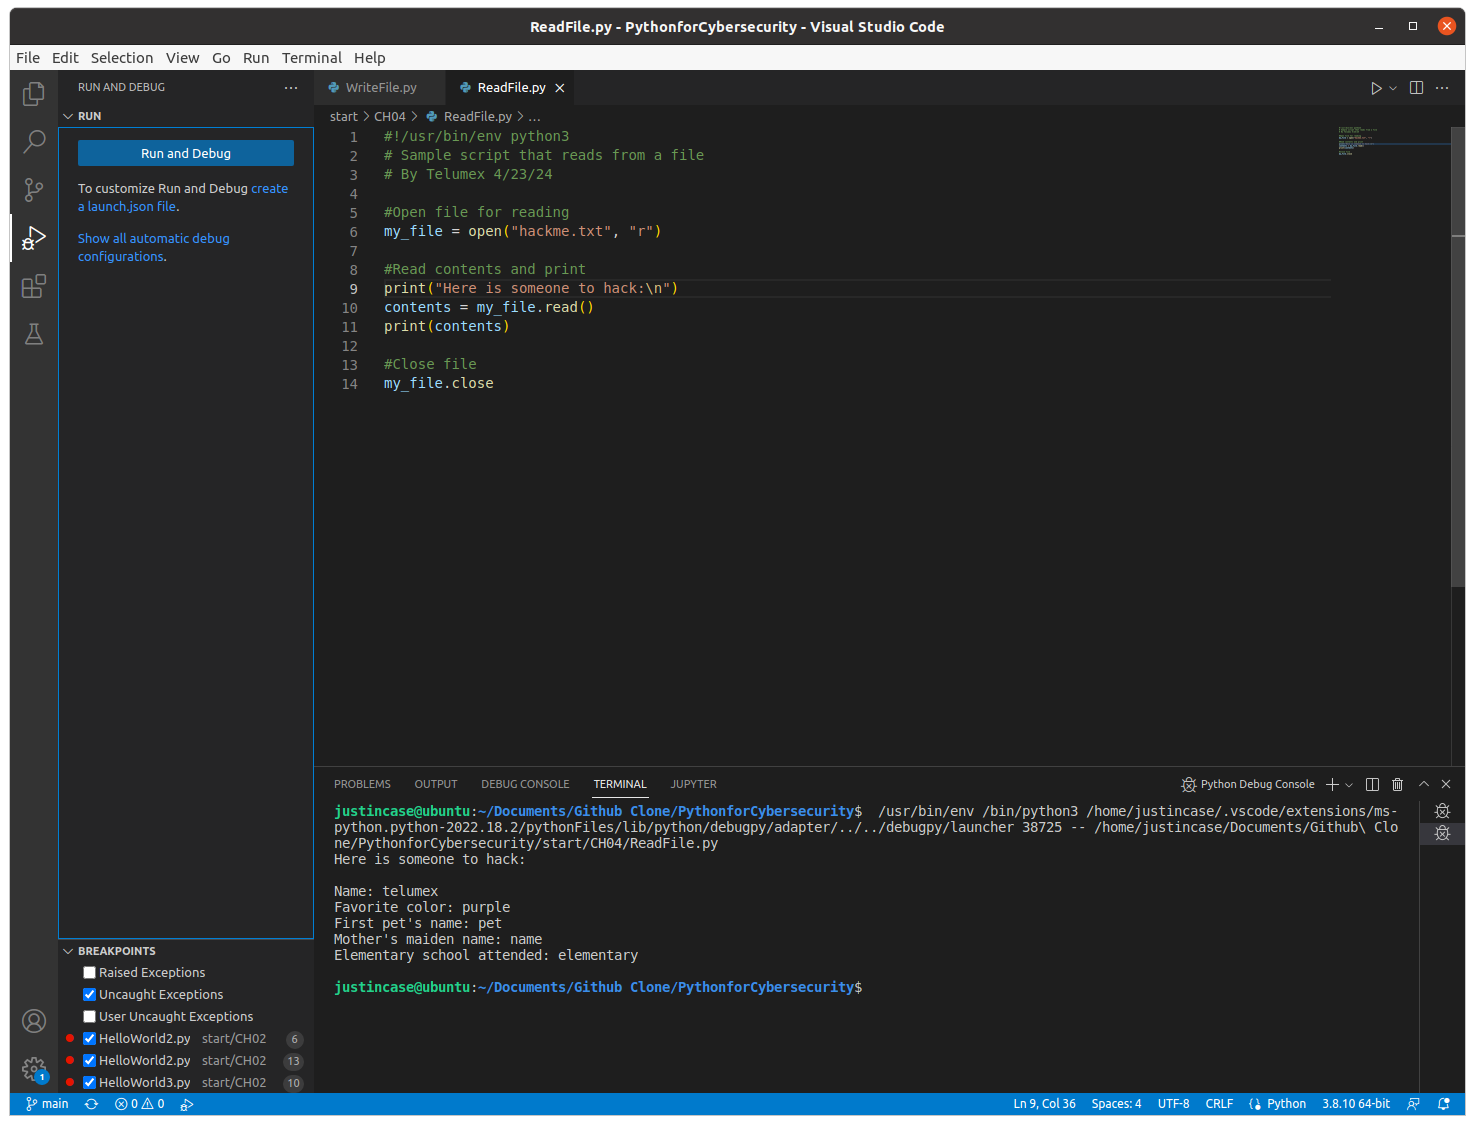 ReadFile.py - PythonforCybersecurity - Visual Studio Code
File Edit Selection View Go Run Terminal Help
RUN AND DEBUG
RUN
Run and Debug
To customize Run and Debug create
a launch.json file.
Show all automatic debug
configurations.
WriteFile.py ReadFile.py
start > CH04 > ReadFile.py > ...
1 #!/usr/bin/env python3
2 # Sample script that reads from a file
3 # By Telumex 4/23/24
4
5 #Open file for reading
6 my_file = open("hackme.txt", "r")
7
8 #Read contents and print
9 print("Here is someone to hack:\n")
10 contents = my_file.read()
11 print(contents)
12
13 #Close file
14 my_file.close
PROBLEMS OUTPUT DEBUG CONSOLE TERMINAL JUPYTER Python Debug Console
justincase@ubuntu:~/Documents/Github Clone/PythonforCybersecurity$  /usr/bin/env /bin/python3 /home/justincase/.vscode/extensions/ms-
python.python-2022.18.2/pythonFiles/lib/python/debugpy/adapter/../../debugpy/launcher 38725 -- /home/justincase/Documents/Github\ Clo
ne/PythonforCybersecurity/start/CH04/ReadFile.py
Here is someone to hack:
Name: telumex
Favorite color: purple
First pet's name: pet
Mother's maiden name: name
Elementary school attended: elementary
justincase@ubuntu:~/Documents/Github Clone/PythonforCybersecurity$
BREAKPOINTS
Raised Exceptions
Uncaught Exceptions
User Uncaught Exceptions
HelloWorld2.py start/CH02 6
HelloWorld2.py start/CH02 13
HelloWorld3.py start/CH02 10
1
main 0 0 Ln 9, Col 36 Spaces: 4 UTF-8 CRLF Python 3.8.10 64-bit